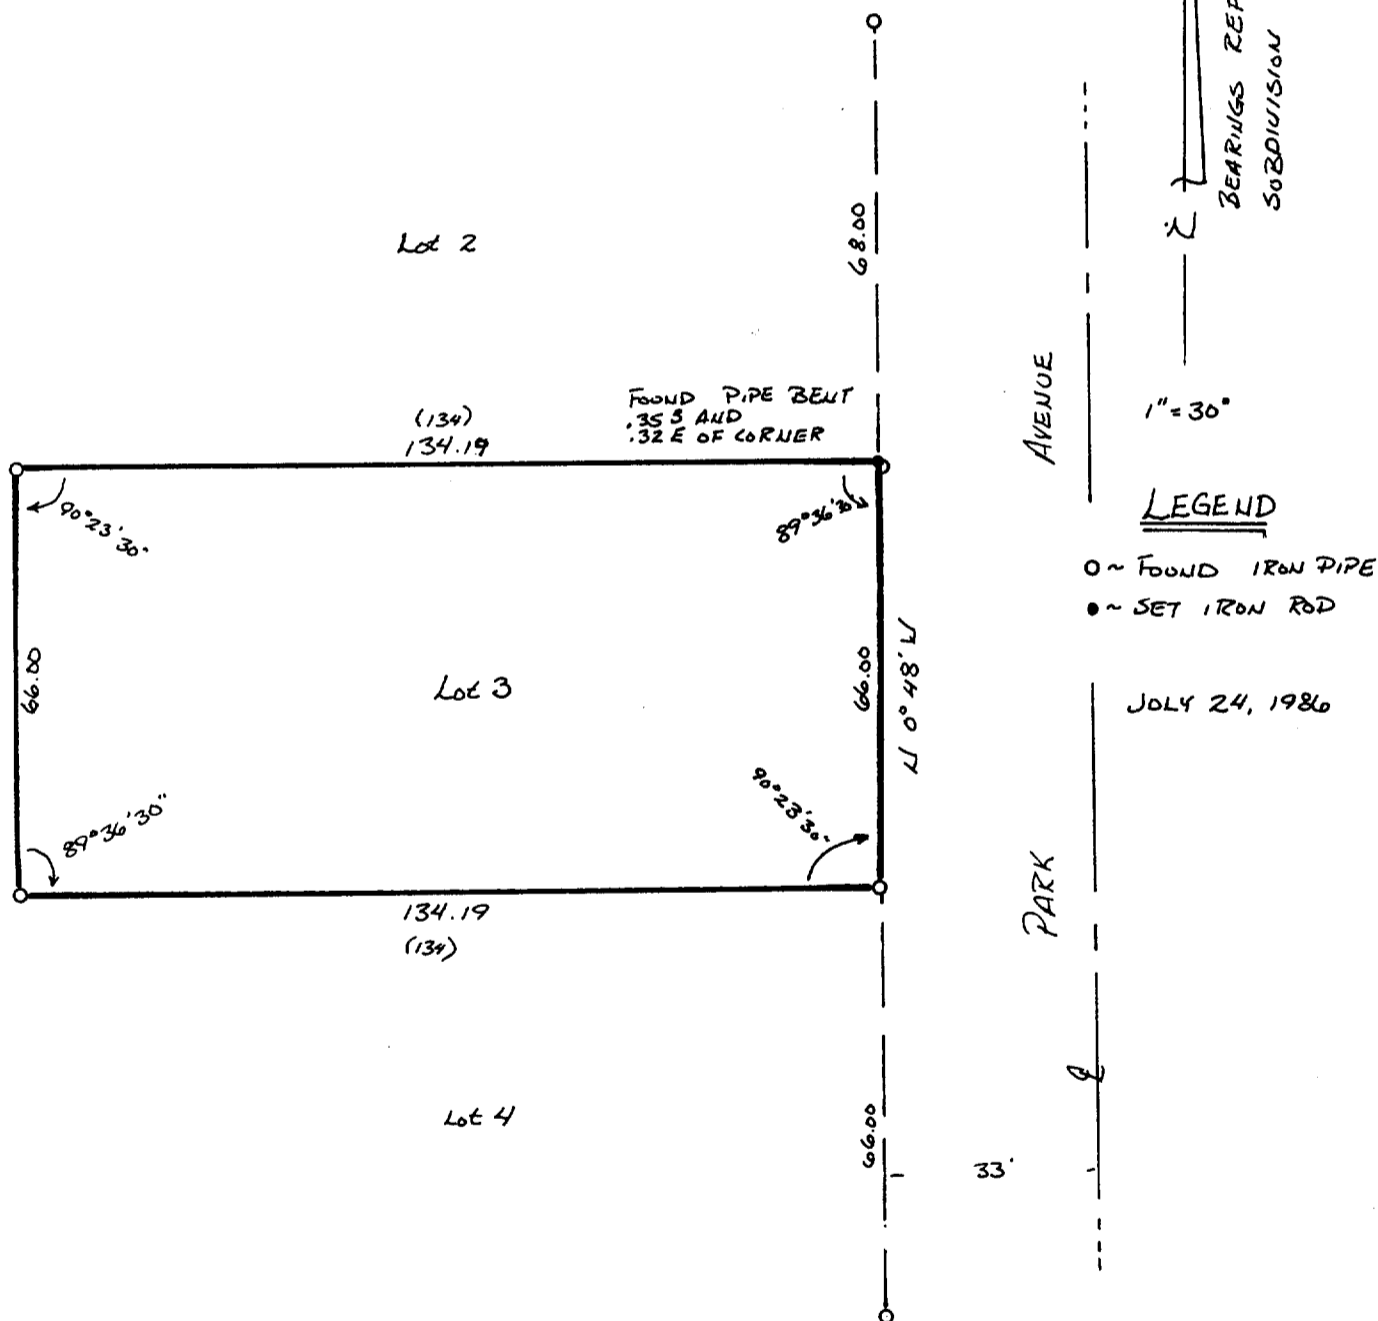 BEARINGS
SUBDIVISION
N
Lot 2
68.00
AVENUE
1"=30"
(134)
134.19
FOUND PIPE BENT
.35 S AND
.32 E OF CORNER
LEGEND
O ~ FOUND IRON PIPE
● ~ SET IRON ROD
90°23'30"
89°36'30"
66.00
Lot 3
66.00
N 0° 48' W
JULY 24, 1986
89°36'30"
90°23'30"
PARK
134.19
(134)
Lot 4
66.00
33'